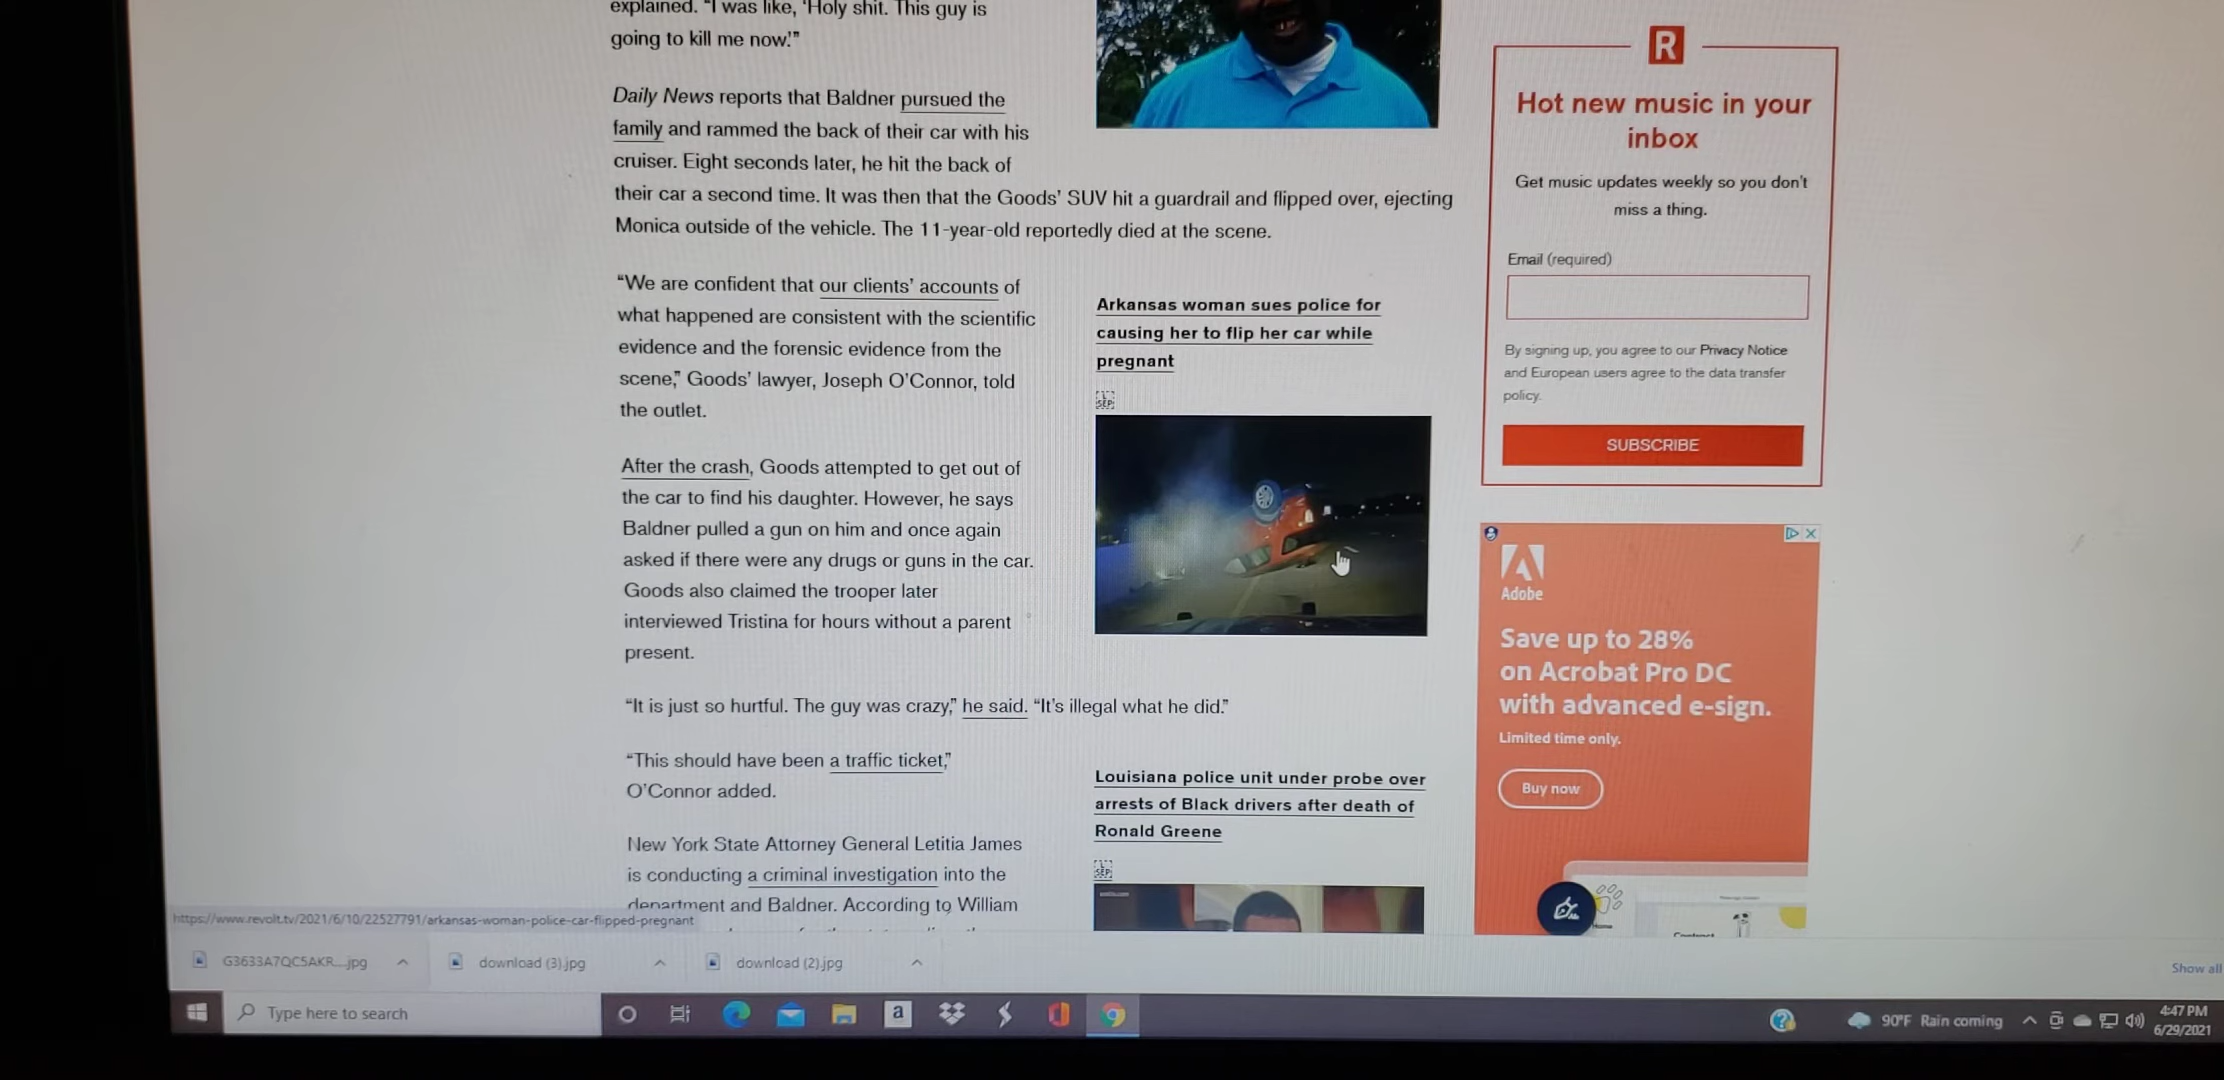 explained. “I was like, ‘Holy shit. This guy is
going to kill me now.’”
Daily News reports that Baldner pursued the
family and rammed the back of their car with his
cruiser. Eight seconds later, he hit the back of
their car a second time. It was then that the Goods’ SUV hit a guardrail and flipped over, ejecting
Monica outside of the vehicle. The 11-year-old reportedly died at the scene.
“We are confident that our clients’ accounts of
what happened are consistent with the scientific
evidence and the forensic evidence from the
scene,” Goods’ lawyer, Joseph O’Connor, told
the outlet.
After the crash, Goods attempted to get out of
the car to find his daughter. However, he says
Baldner pulled a gun on him and once again
asked if there were any drugs or guns in the car.
Goods also claimed the trooper later
interviewed Tristina for hours without a parent
present.
“It is just so hurtful. The guy was crazy,” he said. “It’s illegal what he did.”
“This should have been a traffic ticket,”
O’Connor added.
New York State Attorney General Letitia James
is conducting a criminal investigation into the
department and Baldner. According to William
Arkansas woman sues police for
causing her to flip her car while
pregnant
L SEP
Louisiana police unit under probe over
arrests of Black drivers after death of
Ronald Greene
L SEP
R
Hot new music in your
inbox
Get music updates weekly so you don’t
miss a thing.
Email (required)
By signing up, you agree to our Privacy Notice
and European users agree to the data transfer
policy.
SUBSCRIBE
Adobe
Save up to 28%
on Acrobat Pro DC
with advanced e-sign.
Limited time only.
Buy now
Home
https://www.revolt.tv/2021/6/10/22527791/arkansas-woman-police-car-flipped-pregnant
G3633A7QC5AKR....jpg
download (3).jpg
download (2).jpg
Show all
Type here to search
a
90°F Rain coming
4:47 PM
6/29/2021